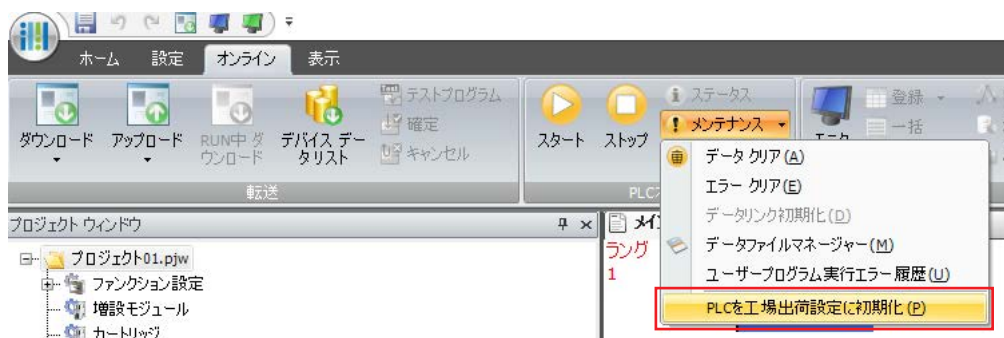 ホーム 設定 オンライン 表示
ダウンロード
アップロード
RUN中 ダ
ウンロード
デバイス デー
タリスト
テストプログラム
確定
キャンセル
転送
スタート
ストップ
ステータス
メンテナンス
登録
一括
データ クリア(A)
エラー クリア(E)
データリンク初期化(D)
データファイルマネージャー(M)
ユーザープログラム実行エラー履歴(U)
PLCを工場出荷設定に初期化(P)
プロジェクト ウィンドウ
プロジェクト01.pjw
ファンクション設定
増設モジュール
カートリッジ
ラング
1